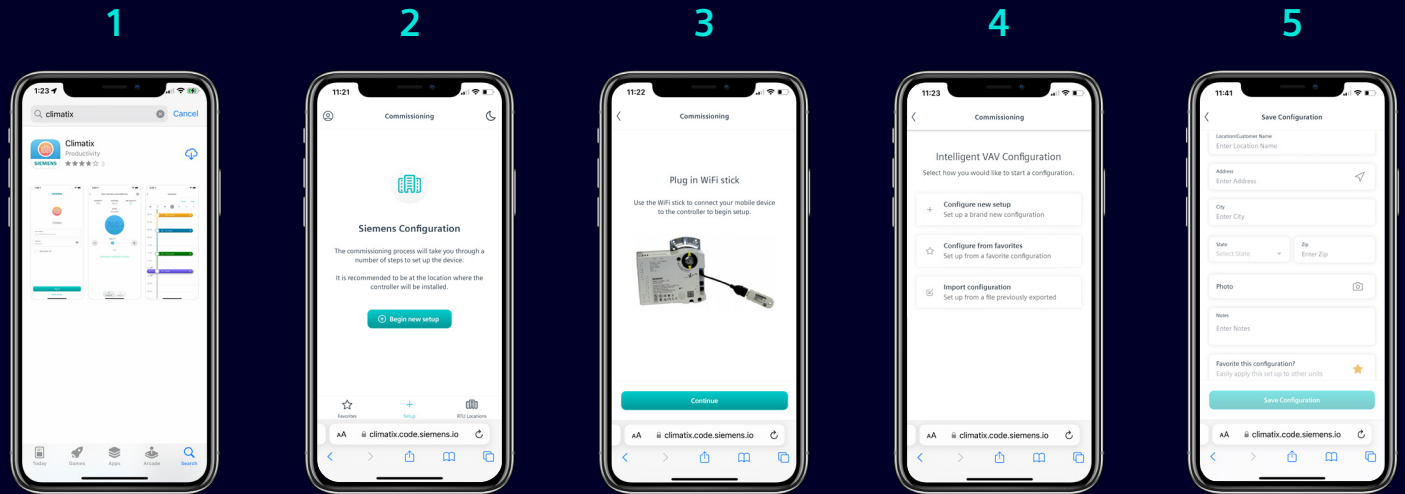 1
2
3
4
5
1:23
climatix
Cancel
Climatix
Productivity
SIEMENS
3
Today
Games
Apps
Arcade
Search
11:21
Commissioning
Siemens Configuration
The commissioning process will take you through a
number of steps to set up the device.
It is recommended to be at the location where the
controller will be installed.
Begin new setup
Favorites
Setup
RTU Locations
AA
climatix.code.siemens.io
11:22
Commissioning
Plug in WiFi stick
Use the WiFi stick to connect your mobile device
to the controller to begin setup.
Continue
AA
climatix.code.siemens.io
11:23
Commissioning
Intelligent VAV Configuration
Select how you would like to start a configuration.
Configure new setup
Set up a brand new configuration
Configure from favorites
Set up from a favorite configuration
Import configuration
Set up from a file previously exported
AA
climatix.code.siemens.io
11:41
Save Configuration
Location/Customer Name
Enter Location Name
Address
Enter Address
City
Enter City
State
Select State
Zip
Enter Zip
Photo
Notes
Enter Notes
Favorite this configuration?
Easily apply this set up to other units
Save Configuration
AA
climatix.code.siemens.io